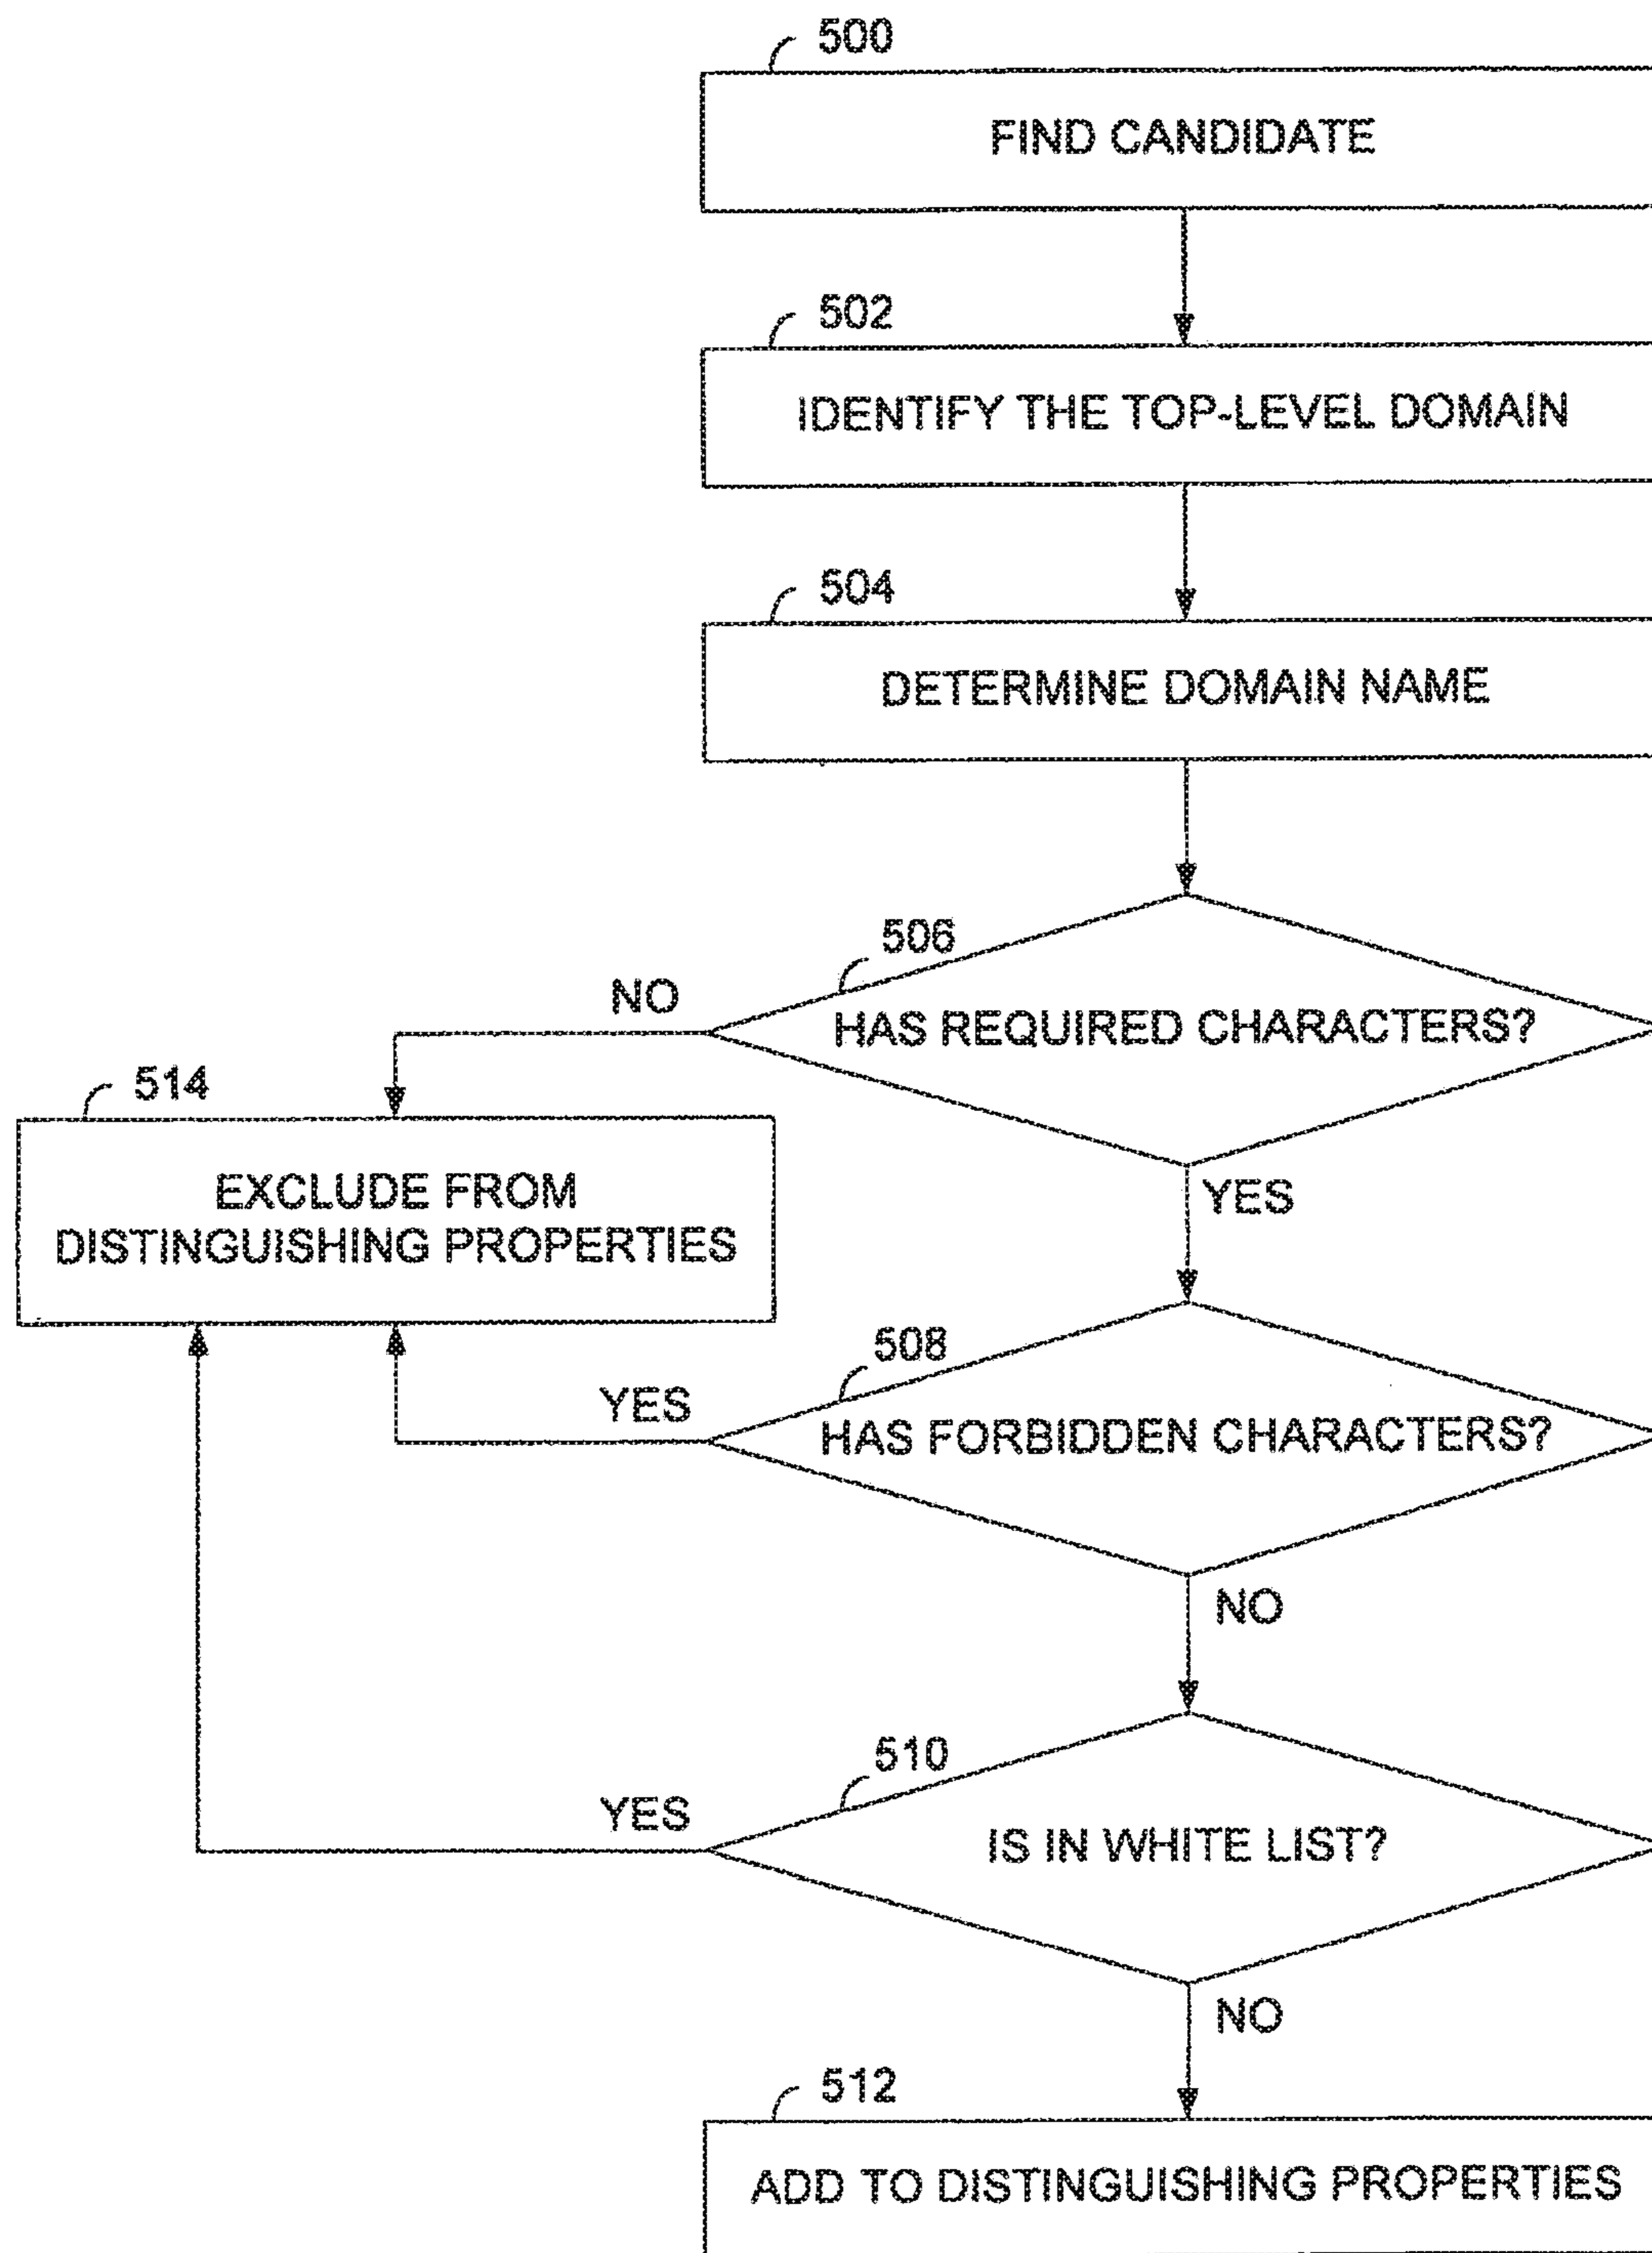 500
FIND CANDIDATE
502
IDENTIFY THE TOP-LEVEL DOMAIN
504
DETERMINE DOMAIN NAME
506
NO
HAS REQUIRED CHARACTERS?
514
EXCLUDE FROM
DISTINGUISHING PROPERTIES
YES
508
YES
HAS FORBIDDEN CHARACTERS?
NO
510
YES
IS IN WHITE LIST?
NO
512
ADD TO DISTINGUISHING PROPERTIES